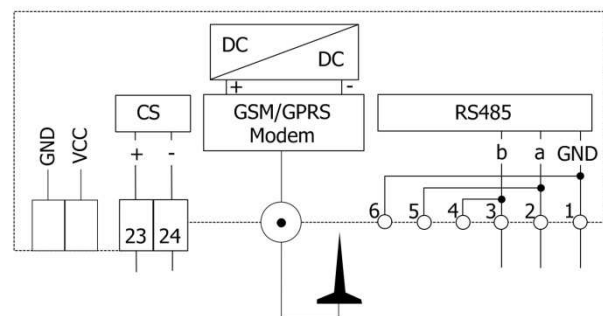 DC
DC
+ -
CS
GSM/GPRS
Modem
RS485
GND
VCC
+ -
b a GND
23 24
6 5 4 3 2 1